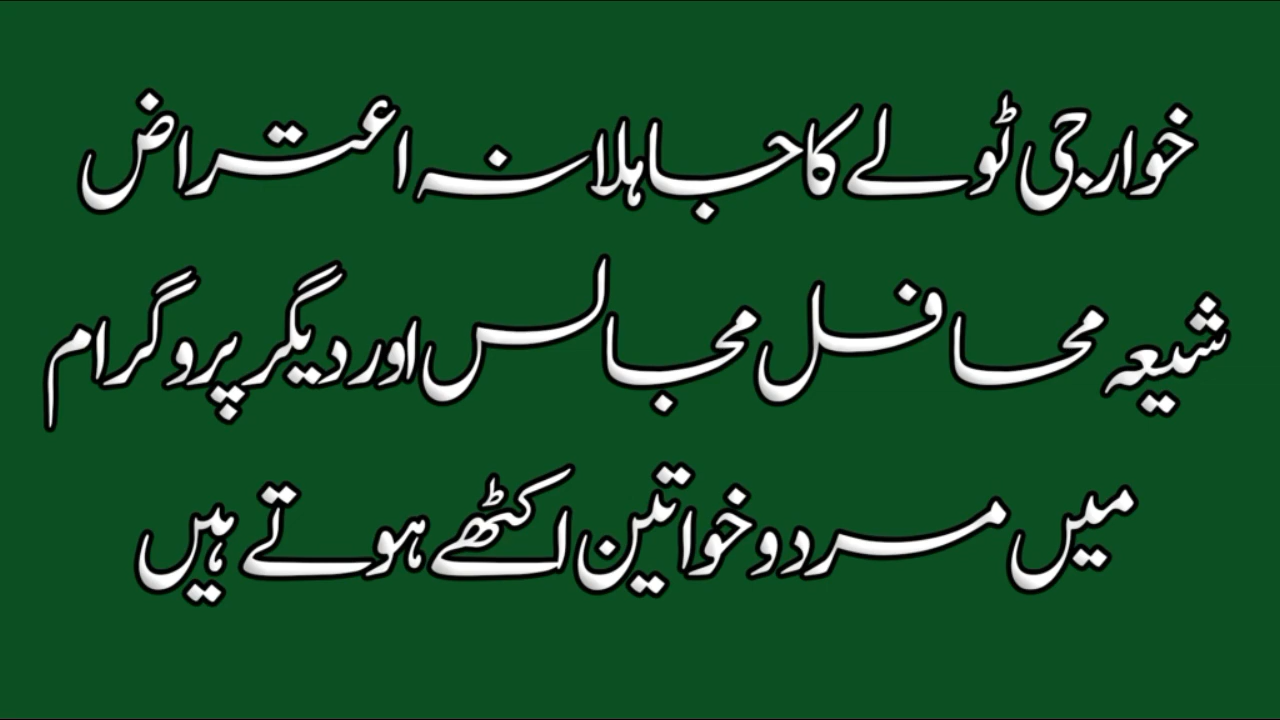 خوارجی ٹولے کا جاہلانہ اعتراض
شیعہ محافل مجالس اور دیگر پروگرام
میں مرد و خواتین اکٹھے ہوتے ہیں